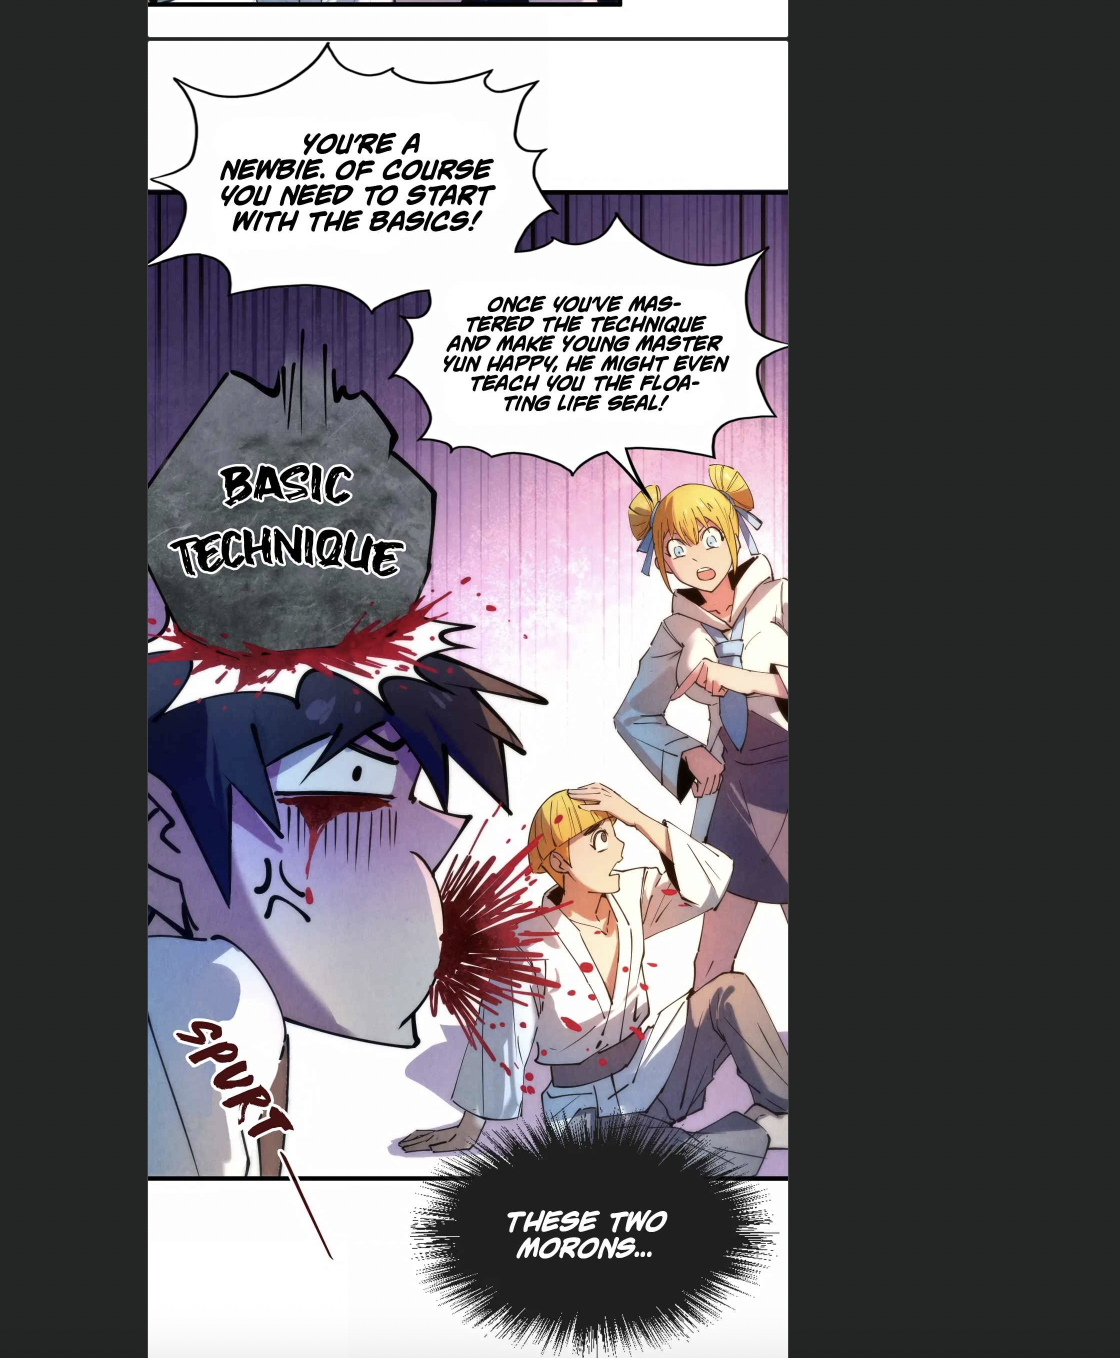 YOU'RE A
NEWBIE. OF COURSE
YOU NEED TO START
WITH THE BASICS!
ONCE YOU'VE MAS-
TERED THE TECHNIQUE
AND MAKE YOUNG MASTER
YUN HAPPY, HE MIGHT EVEN
TEACH YOU THE FLOA-
TING LIFE SEAL!
BASIC
TECHNIQUE
SPURT
THESE TWO
MORONS...